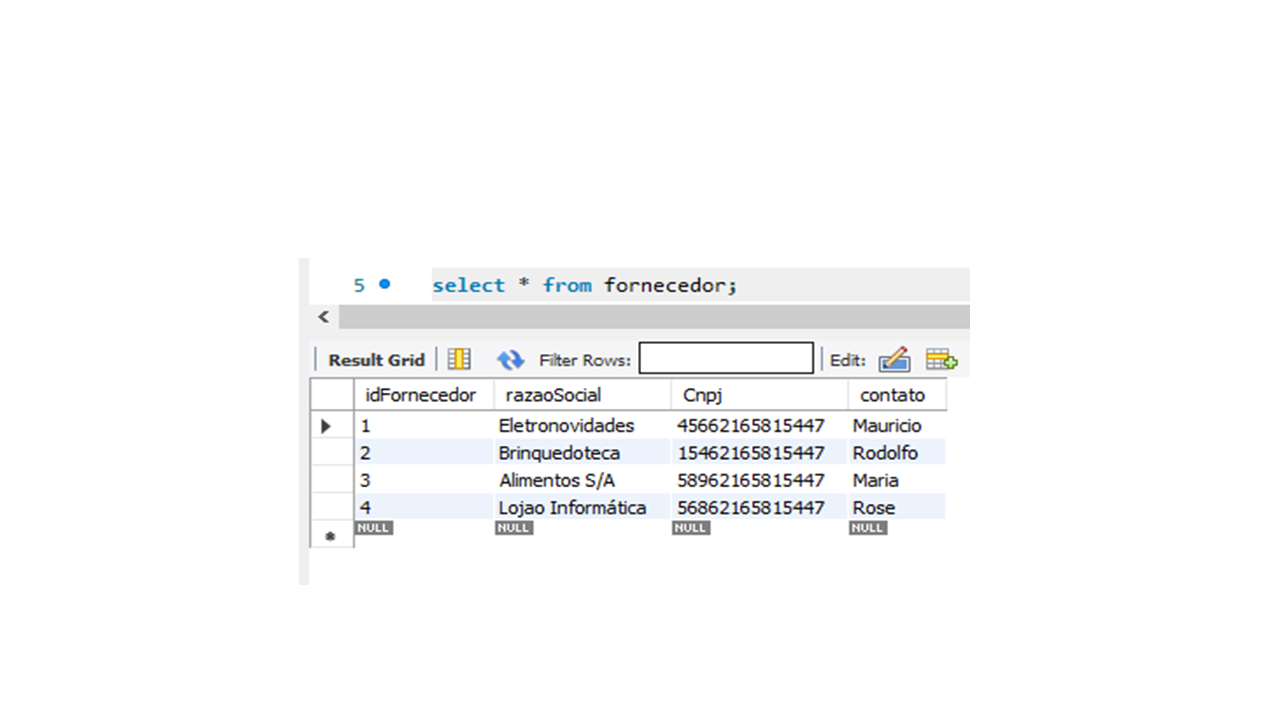 5 select * from fornecedor;
Result Grid Filter Rows: Edit:
idFornecedor razaoSocial Cnpj contato
1 Eletronovidades 45662165815447 Mauricio
2 Brinquedoteca 15462165815447 Rodolfo
3 Alimentos S/A 58962165815447 Maria
4 Lojao Informática 56862165815447 Rose
NULL NULL NULL NULL